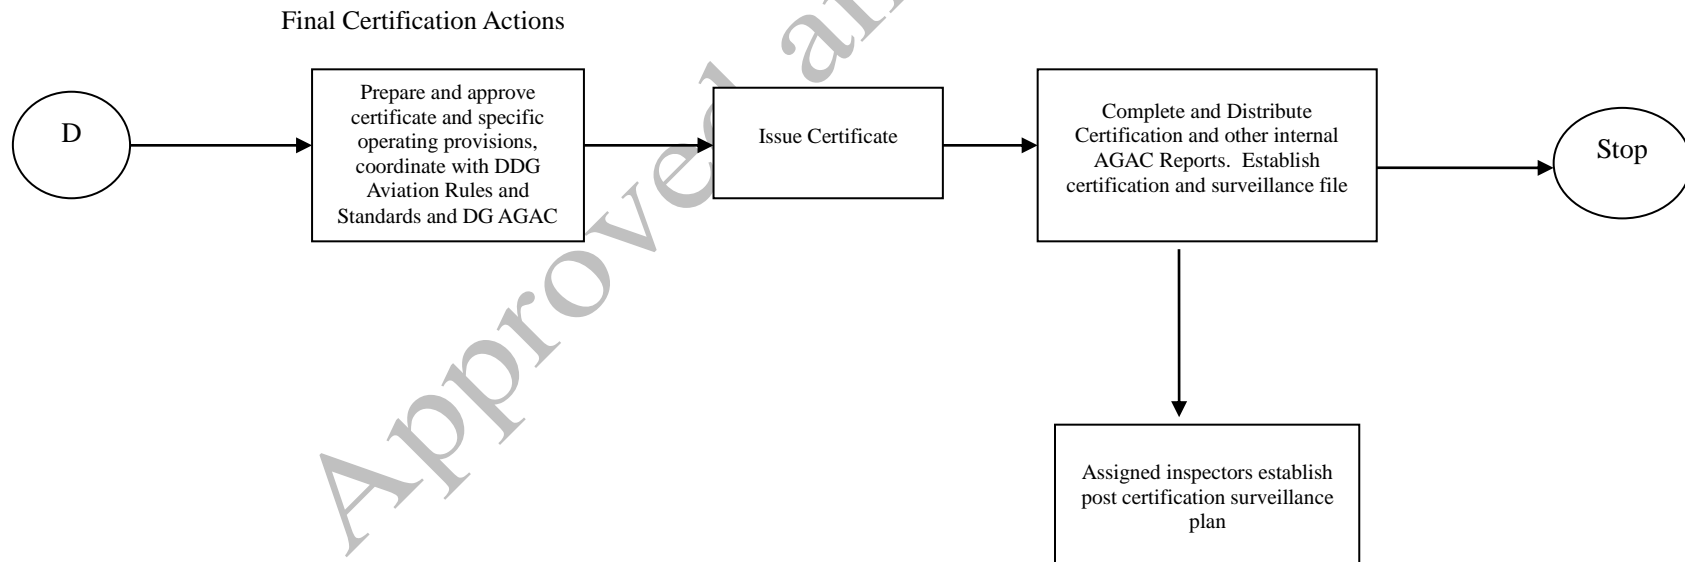 Final Certification Actions
D
Prepare and approve
certificate and specific
operating provisions,
coordinate with DDG
Aviation Rules and
Standards and DG AGAC
Issue Certificate
Complete and Distribute
Certification and other internal
AGAC Reports.  Establish
certification and surveillance file
Stop
Assigned inspectors establish
post certification surveillance
plan
Approved an